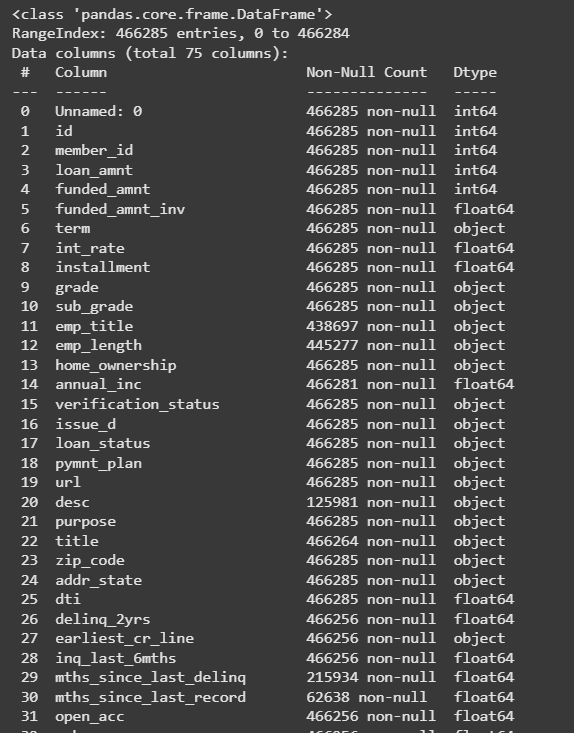 <class 'pandas.core.frame.DataFrame'>
RangeIndex: 466285 entries, 0 to 466284
Data columns (total 75 columns):
 #   Column                       Non-Null Count   Dtype
---  ------                       --------------   -----
 0   Unnamed: 0                   466285 non-null  int64
 1   id                           466285 non-null  int64
 2   member_id                    466285 non-null  int64
 3   loan_amnt                    466285 non-null  int64
 4   funded_amnt                  466285 non-null  int64
 5   funded_amnt_inv              466285 non-null  float64
 6   term                         466285 non-null  object
 7   int_rate                     466285 non-null  float64
 8   installment                  466285 non-null  float64
 9   grade                        466285 non-null  object
 10  sub_grade                    466285 non-null  object
 11  emp_title                    438697 non-null  object
 12  emp_length                   445277 non-null  object
 13  home_ownership               466285 non-null  object
 14  annual_inc                   466281 non-null  float64
 15  verification_status          466285 non-null  object
 16  issue_d                      466285 non-null  object
 17  loan_status                  466285 non-null  object
 18  pymnt_plan                   466285 non-null  object
 19  url                          466285 non-null  object
 20  desc                         125981 non-null  object
 21  purpose                      466285 non-null  object
 22  title                        466264 non-null  object
 23  zip_code                     466285 non-null  object
 24  addr_state                   466285 non-null  object
 25  dti                          466285 non-null  float64
 26  delinq_2yrs                  466256 non-null  float64
 27  earliest_cr_line             466256 non-null  object
 28  inq_last_6mths               466256 non-null  float64
 29  mths_since_last_delinq       215934 non-null  float64
 30  mths_since_last_record       62638 non-null   float64
 31  open_acc                     466256 non-null  float64